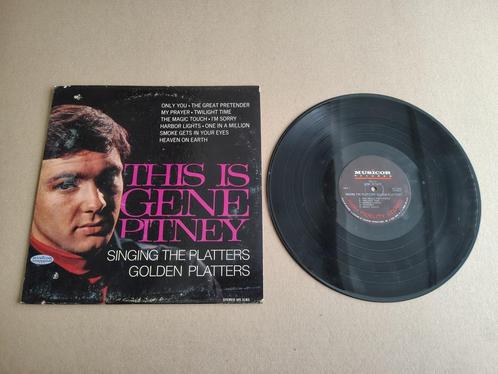 ONLY YOU • THE GREAT PRETENDER
MY PRAYER • TWILIGHT TIME
THE MAGIC TOUCH • I'M SORRY
HARBOR LIGHTS • ONE IN A MILLION
SMOKE GETS IN YOUR EYES
HEAVEN ON EARTH
THIS IS
GENE
PITNEY
SINGING THE PLATTERS
GOLDEN PLATTERS
MUSICOR
RECORDS